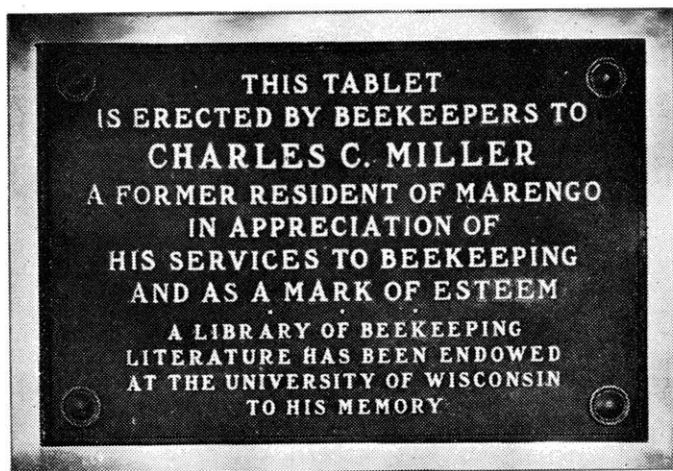 THIS TABLET
IS ERECTED BY BEEKEEPERS TO
CHARLES C. MILLER
A FORMER RESIDENT OF MARENGO
IN APPRECIATION OF
HIS SERVICES TO BEEKEEPING
AND AS A MARK OF ESTEEM
A LIBRARY OF BEEKEEPING
LITERATURE HAS BEEN ENDOWED
AT THE UNIVERSITY OF WISCONSIN
TO HIS MEMORY